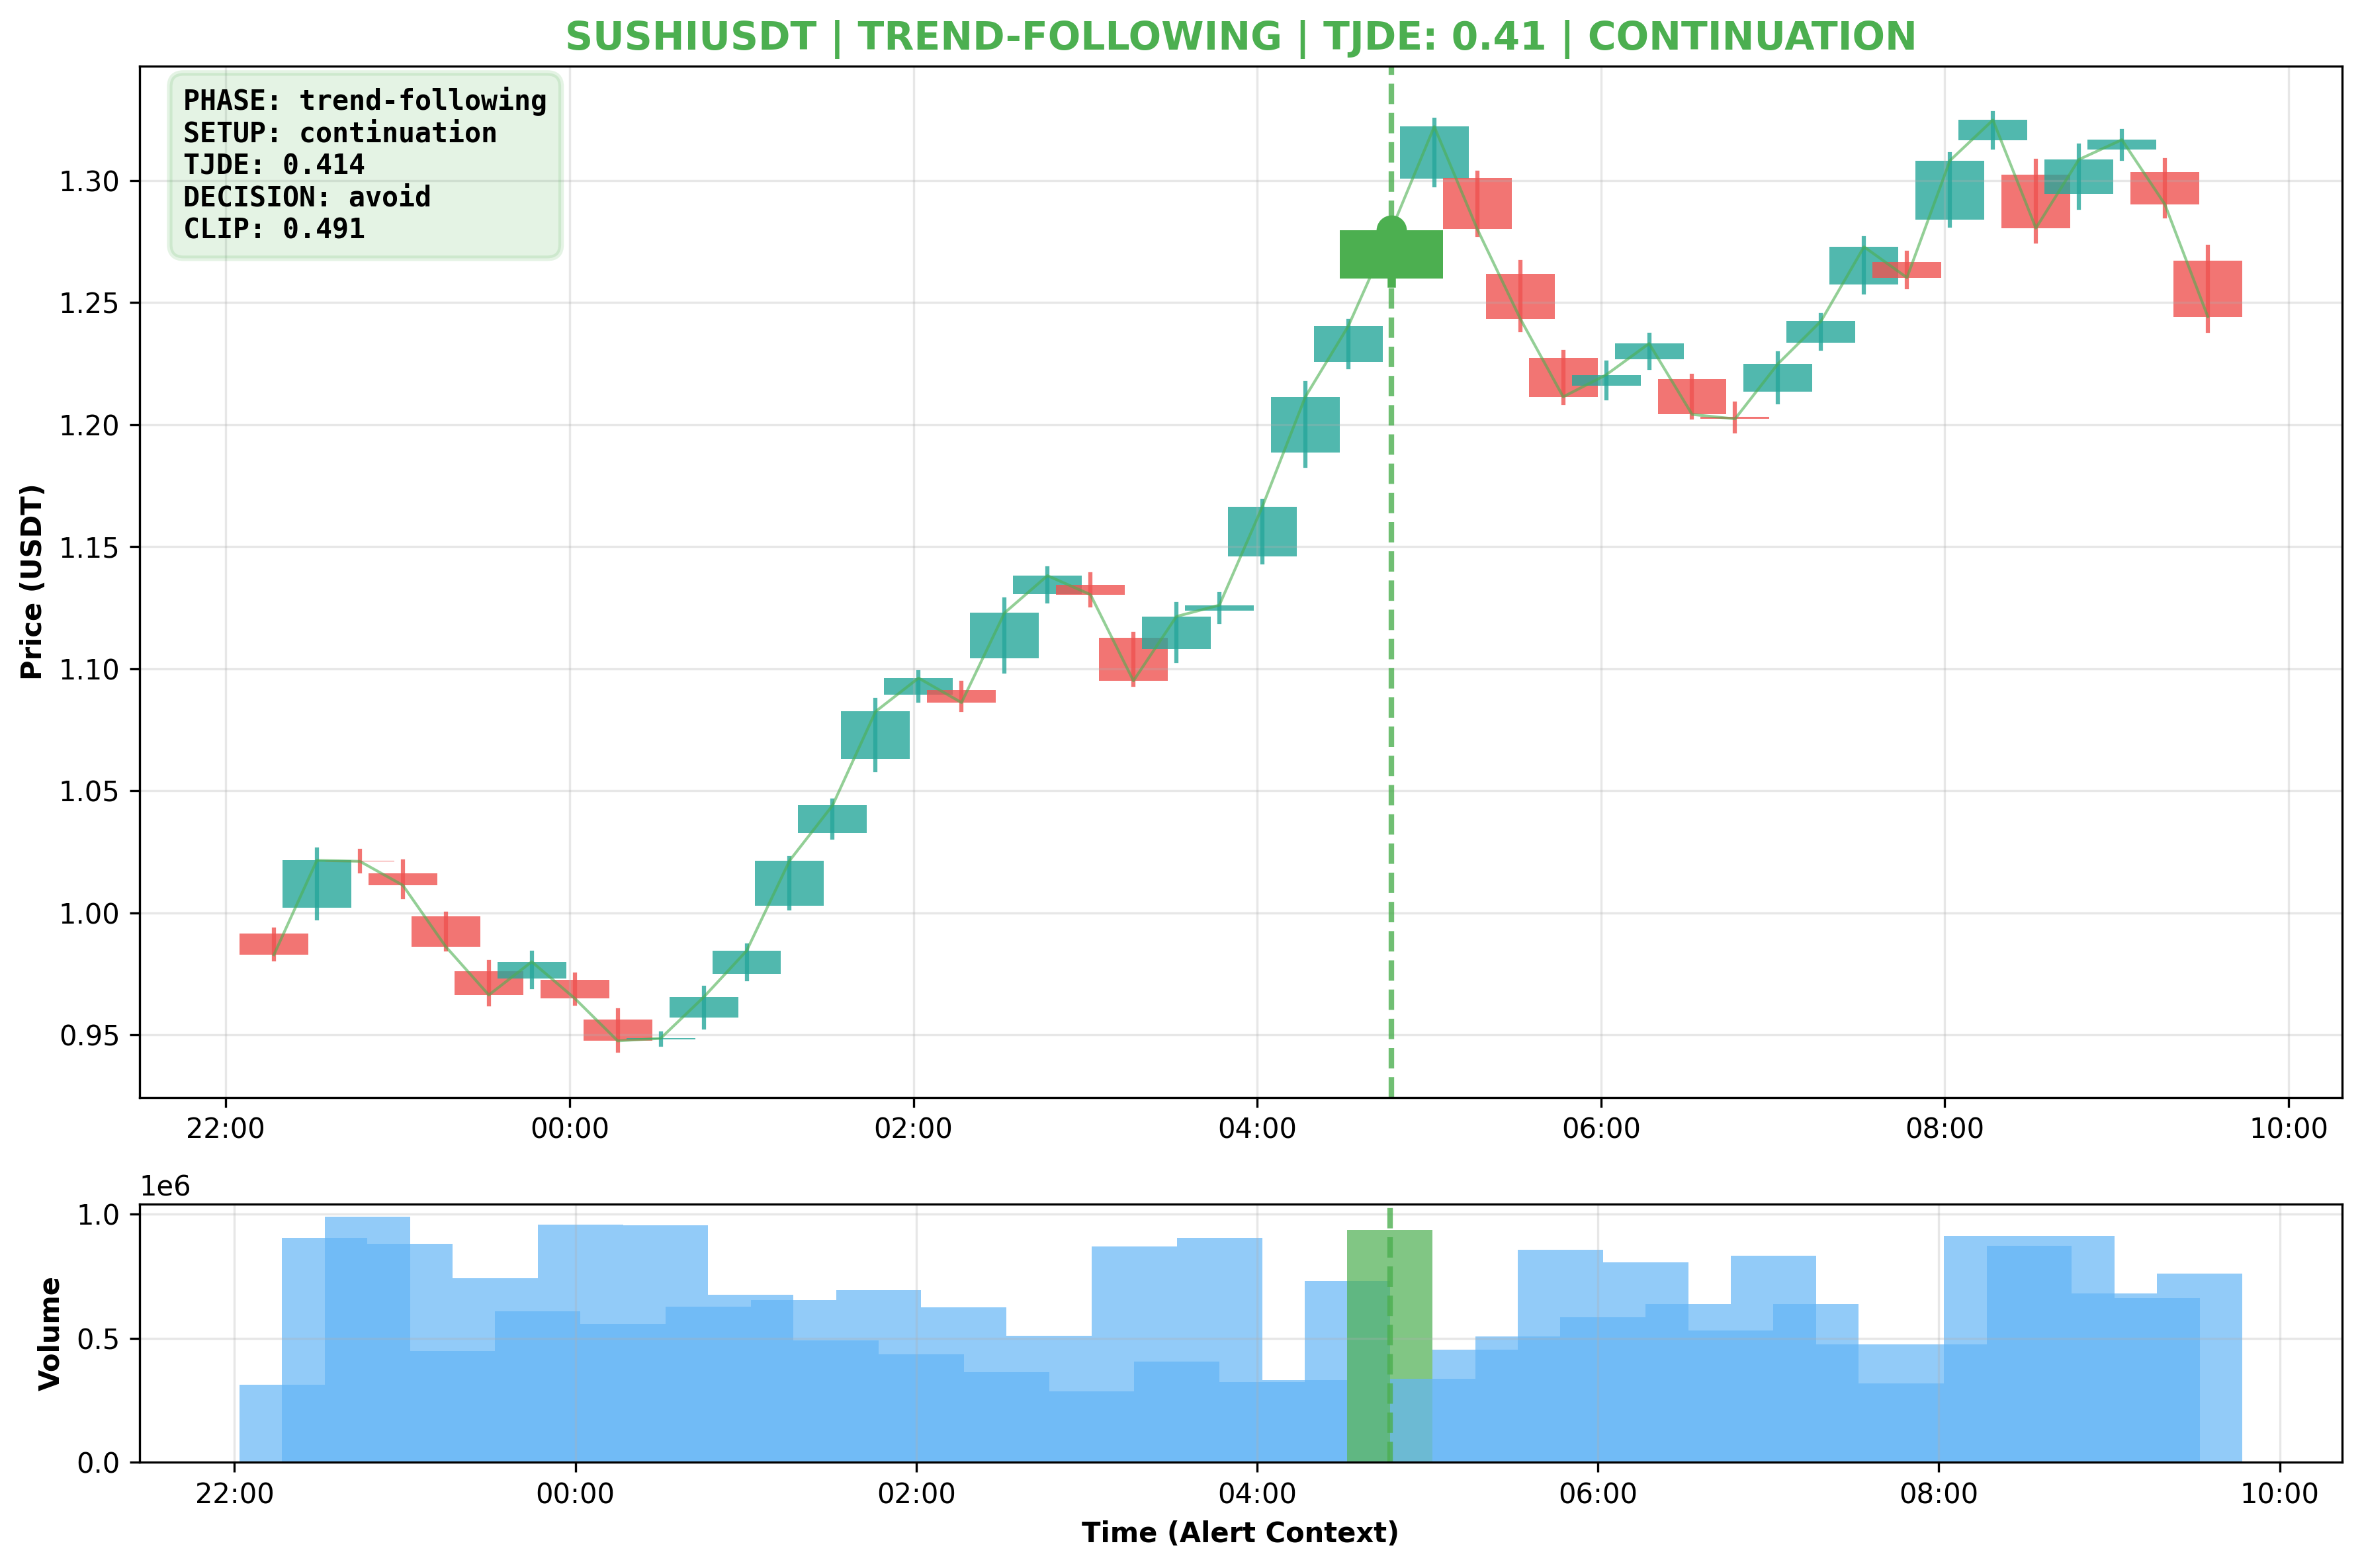 SUSHIUSDT | TREND-FOLLOWING | TJDE: 0.41 | CONTINUATION
PHASE: trend-following
SETUP: continuation
TJDE: 0.414
DECISION: avoid
CLIP: 0.491
Price (USDT)
1.30
1.25
1.20
1.15
1.10
1.05
1.00
0.95
22:00 00:00 02:00 04:00 06:00 08:00 10:00
1e6
Volume
1.0
0.5
0.0
22:00 00:00 02:00 04:00 06:00 08:00 10:00
Time (Alert Context)